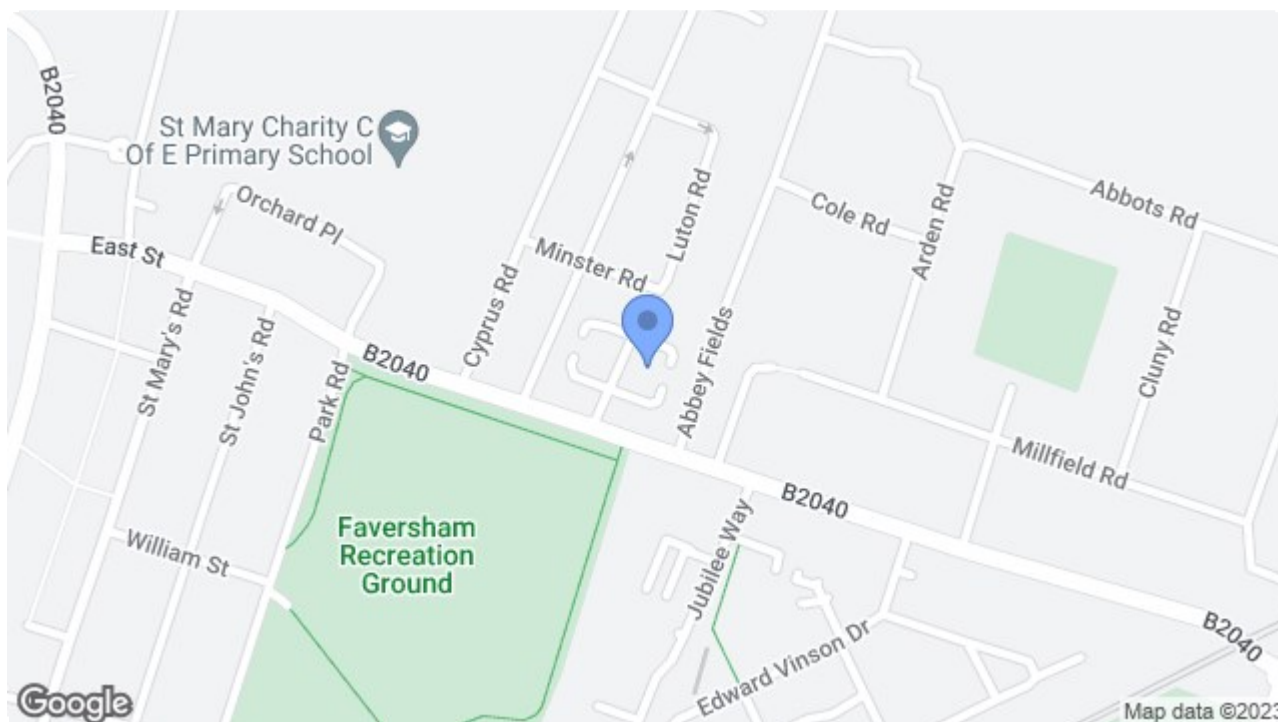 B2040
St Mary Charity C
Of E Primary School
Orchard Pl
East St
St Mary's Rd
St John's Rd
Park Rd
B2040
Cyprus Rd
Minster Rd
Luton Rd
Abbey Fields
Cole Rd
Arden Rd
Abbots Rd
Cluny Rd
Millfield Rd
B2040
Jubilee Way
William St
Faversham
Recreation
Ground
Edward Vinson Dr
B2040
Google
Map data ©2023